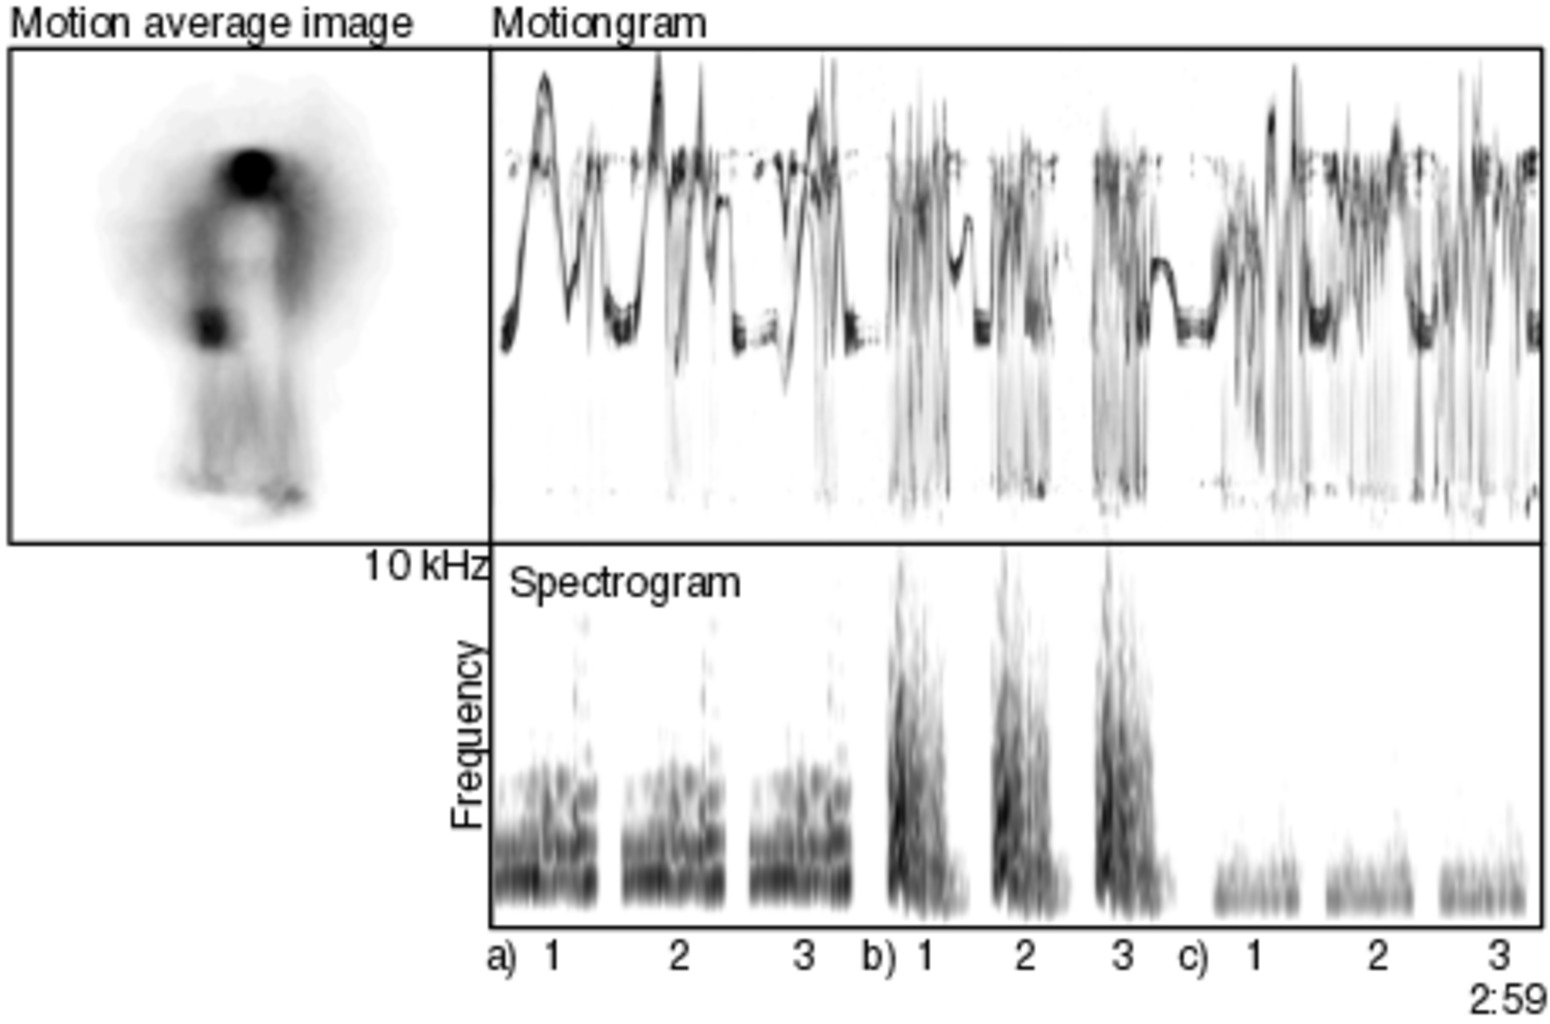 Motion average image
Motiongram
10 kHz
Spectrogram
Frequency
a) 1 2 3 b) 1 2 3 c) 1 2 3
2:59